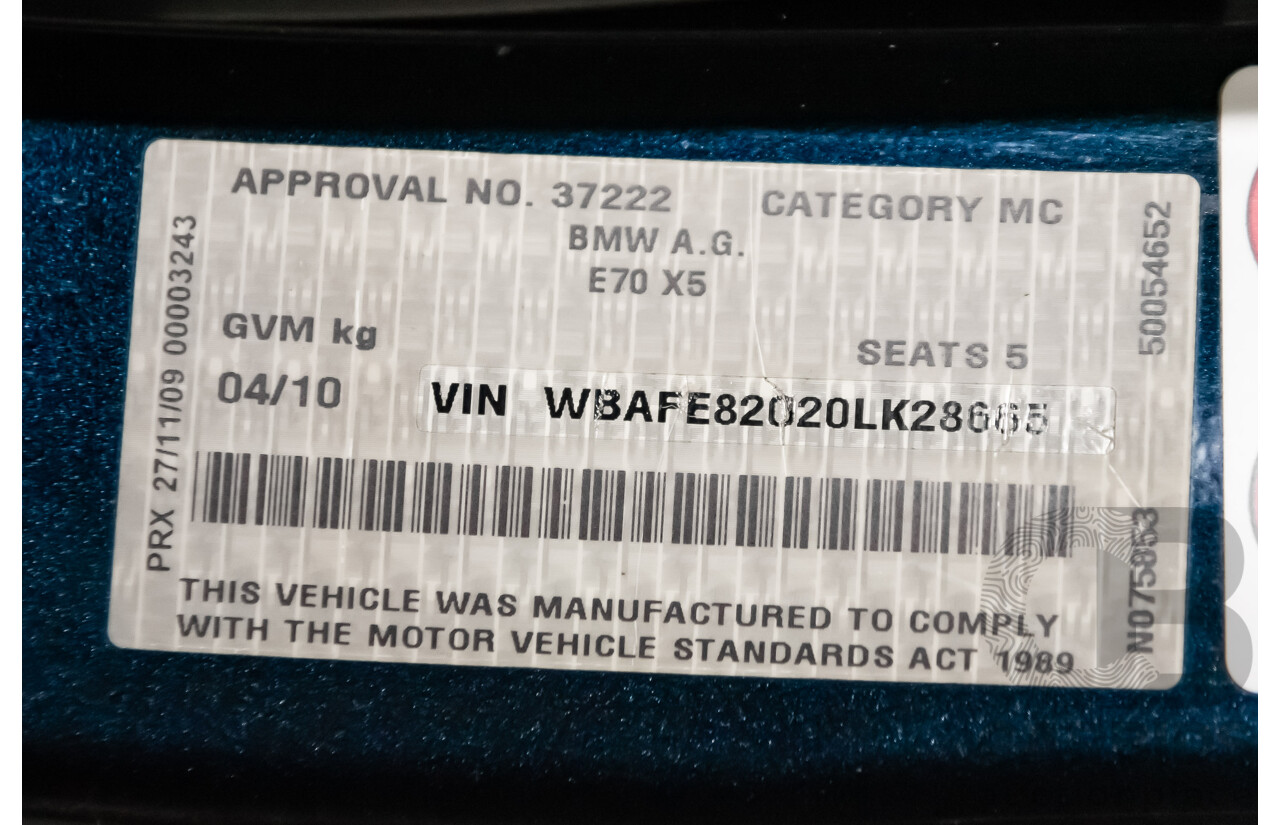 APPROVAL NO. 37222 CATEGORY MC
BMW A.G.
E70 X5
GVM kg
SEATS 5
04/10
VIN WBAFE82020LK28665
THIS VEHICLE WAS MANUFACTURED TO COMPLY
WITH THE MOTOR VEHICLE STANDARDS ACT 1989
PRX 27/11/09 00003243
50054652
N075853